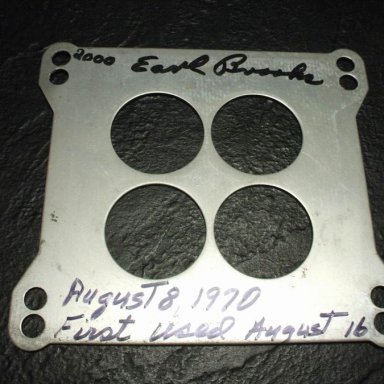 2000 Earl Brooks
August 8, 1970
First used August 16